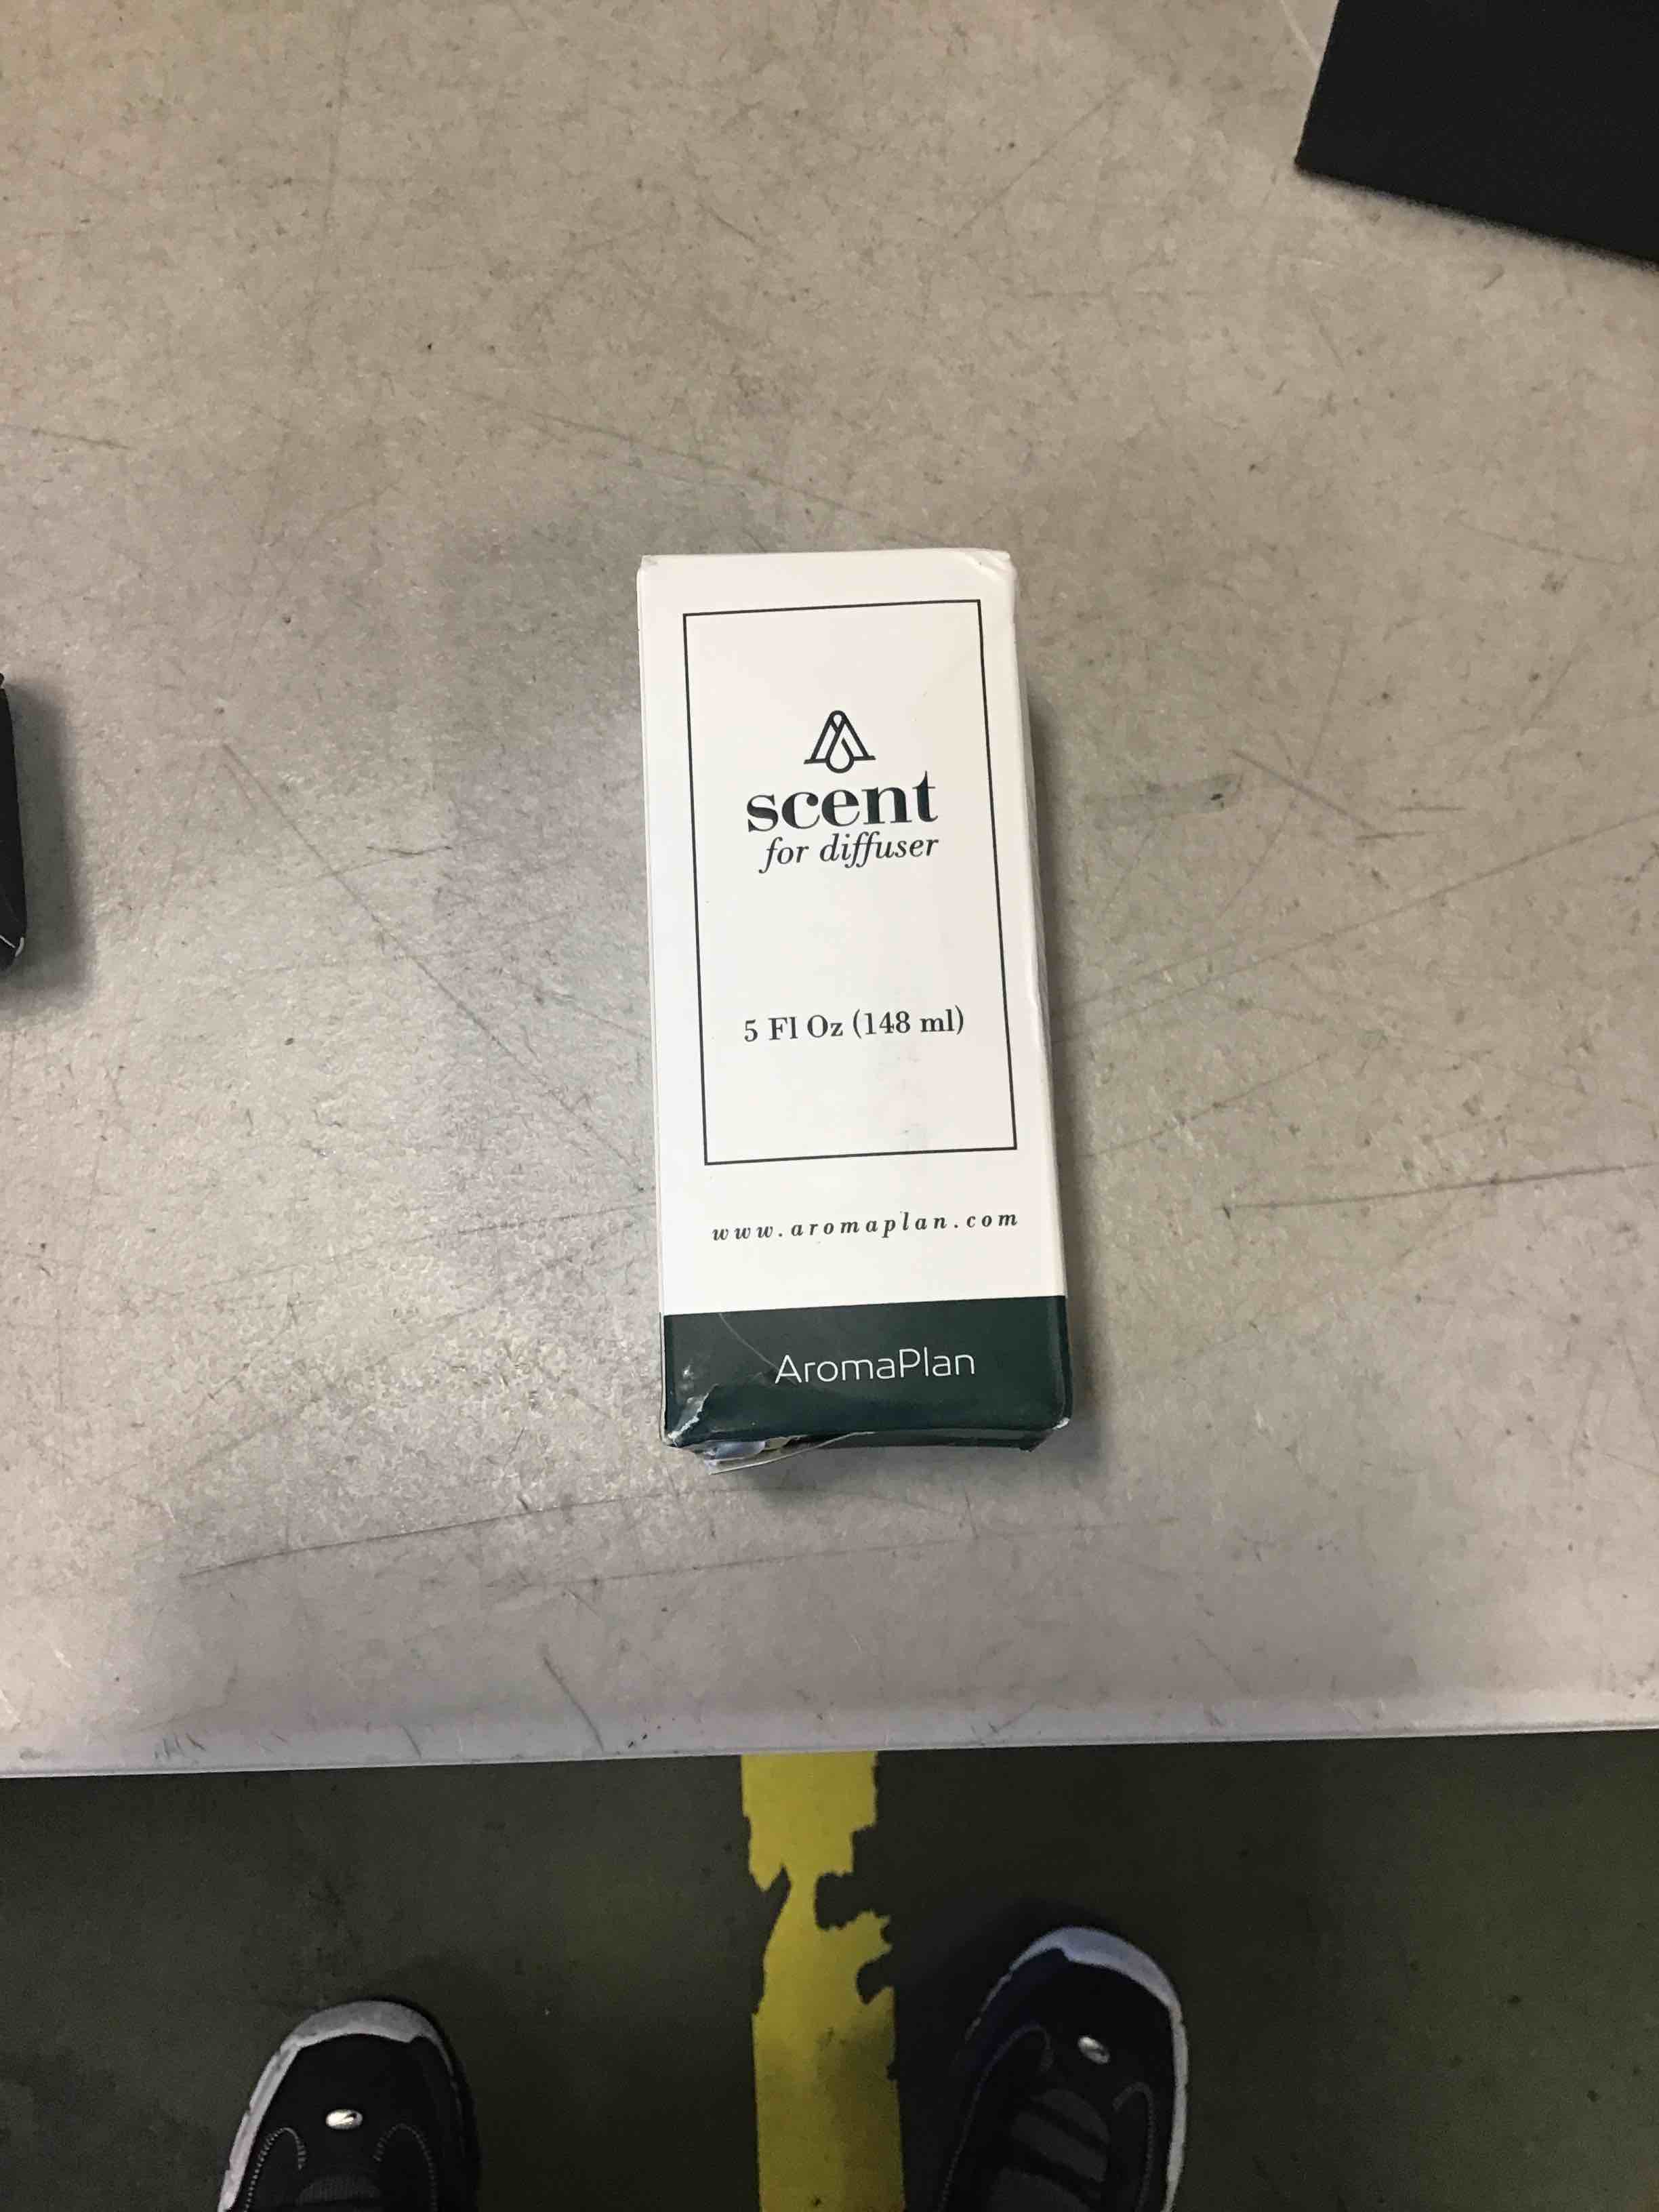 scent
for diffuser
5 Fl Oz (148 ml)
www.aromaplan.com
AromaPlan